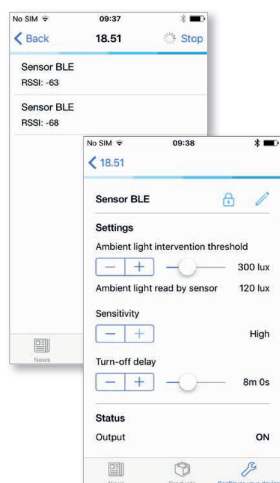 No SIM 09:37
Back 18.51 Stop
Sensor BLE
RSSI: -63
Sensor BLE
RSSI: -68
News
No SIM 09:38
18.51
Sensor BLE
Settings
Ambient light intervention threshold
− + 300 lux
Ambient light read by sensor 120 lux
Sensitivity
− + High
Turn-off delay
− + 8m 0s
Status
Output ON